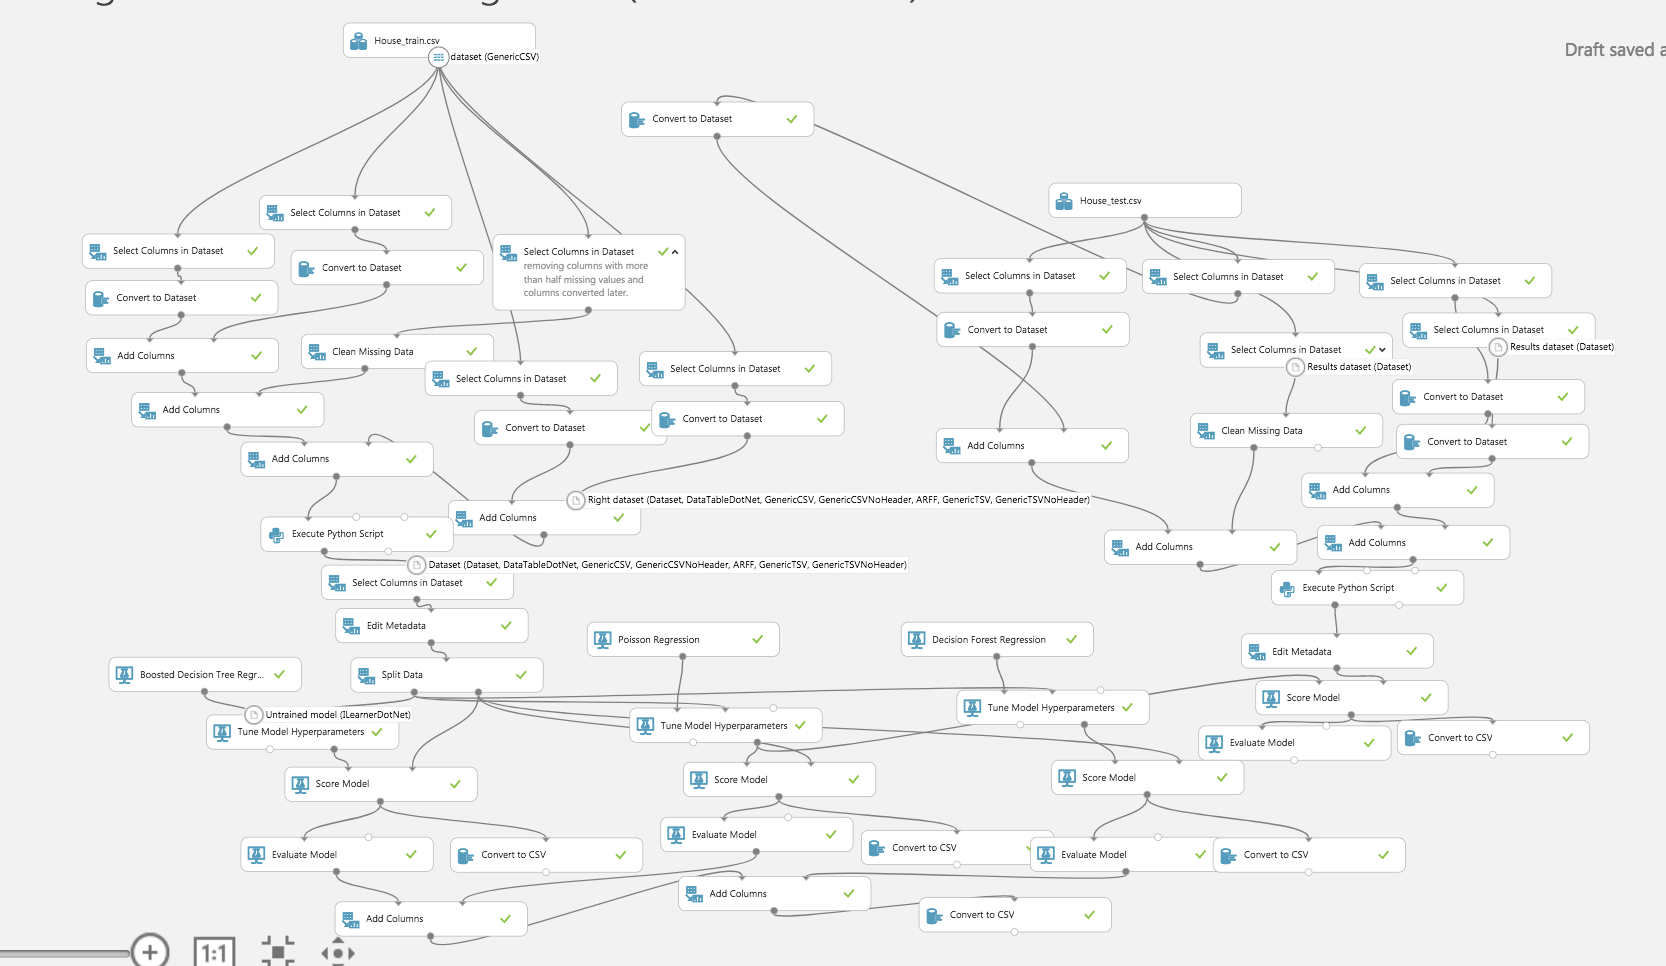 House_train.csv
dataset (GenericCSV)
Draft saved a
Convert to Dataset
House_test.csv
Select Columns in Dataset
Select Columns in Dataset
Select Columns in Dataset
removing columns with more
than half missing values and
columns converted later.
Convert to Dataset
Convert to Dataset
Select Columns in Dataset
Select Columns in Dataset
Select Columns in Dataset
Convert to Dataset
Select Columns in Dataset
Results dataset (Dataset)
Add Columns
Clean Missing Data
Select Columns in Dataset
Results dataset (Dataset)
Select Columns in Dataset
Select Columns in Dataset
Convert to Dataset
Add Columns
Convert to Dataset
Convert to Dataset
Clean Missing Data
Convert to Dataset
Add Columns
Add Columns
Add Columns
Right dataset (Dataset, DataTableDotNet, GenericCSV, GenericCSVNoHeader, ARFF, GenericTSV, GenericTSVNoHeader)
Add Columns
Execute Python Script
Add Columns
Add Columns
Dataset (Dataset, DataTableDotNet, GenericCSV, GenericCSVNoHeader, ARFF, GenericTSV, GenericTSVNoHeader)
Select Columns in Dataset
Execute Python Script
Edit Metadata
Poisson Regression
Decision Forest Regression
Edit Metadata
Boosted Decision Tree Regr...
Split Data
Score Model
Untrained model (ILearnerDotNet)
Tune Model Hyperparameters
Tune Model Hyperparameters
Tune Model Hyperparameters
Evaluate Model
Convert to CSV
Score Model
Score Model
Score Model
Evaluate Model
Convert to CSV
Evaluate Model
Convert to CSV
Evaluate Model
Convert to CSV
Add Columns
Add Columns
Convert to CSV
1:1